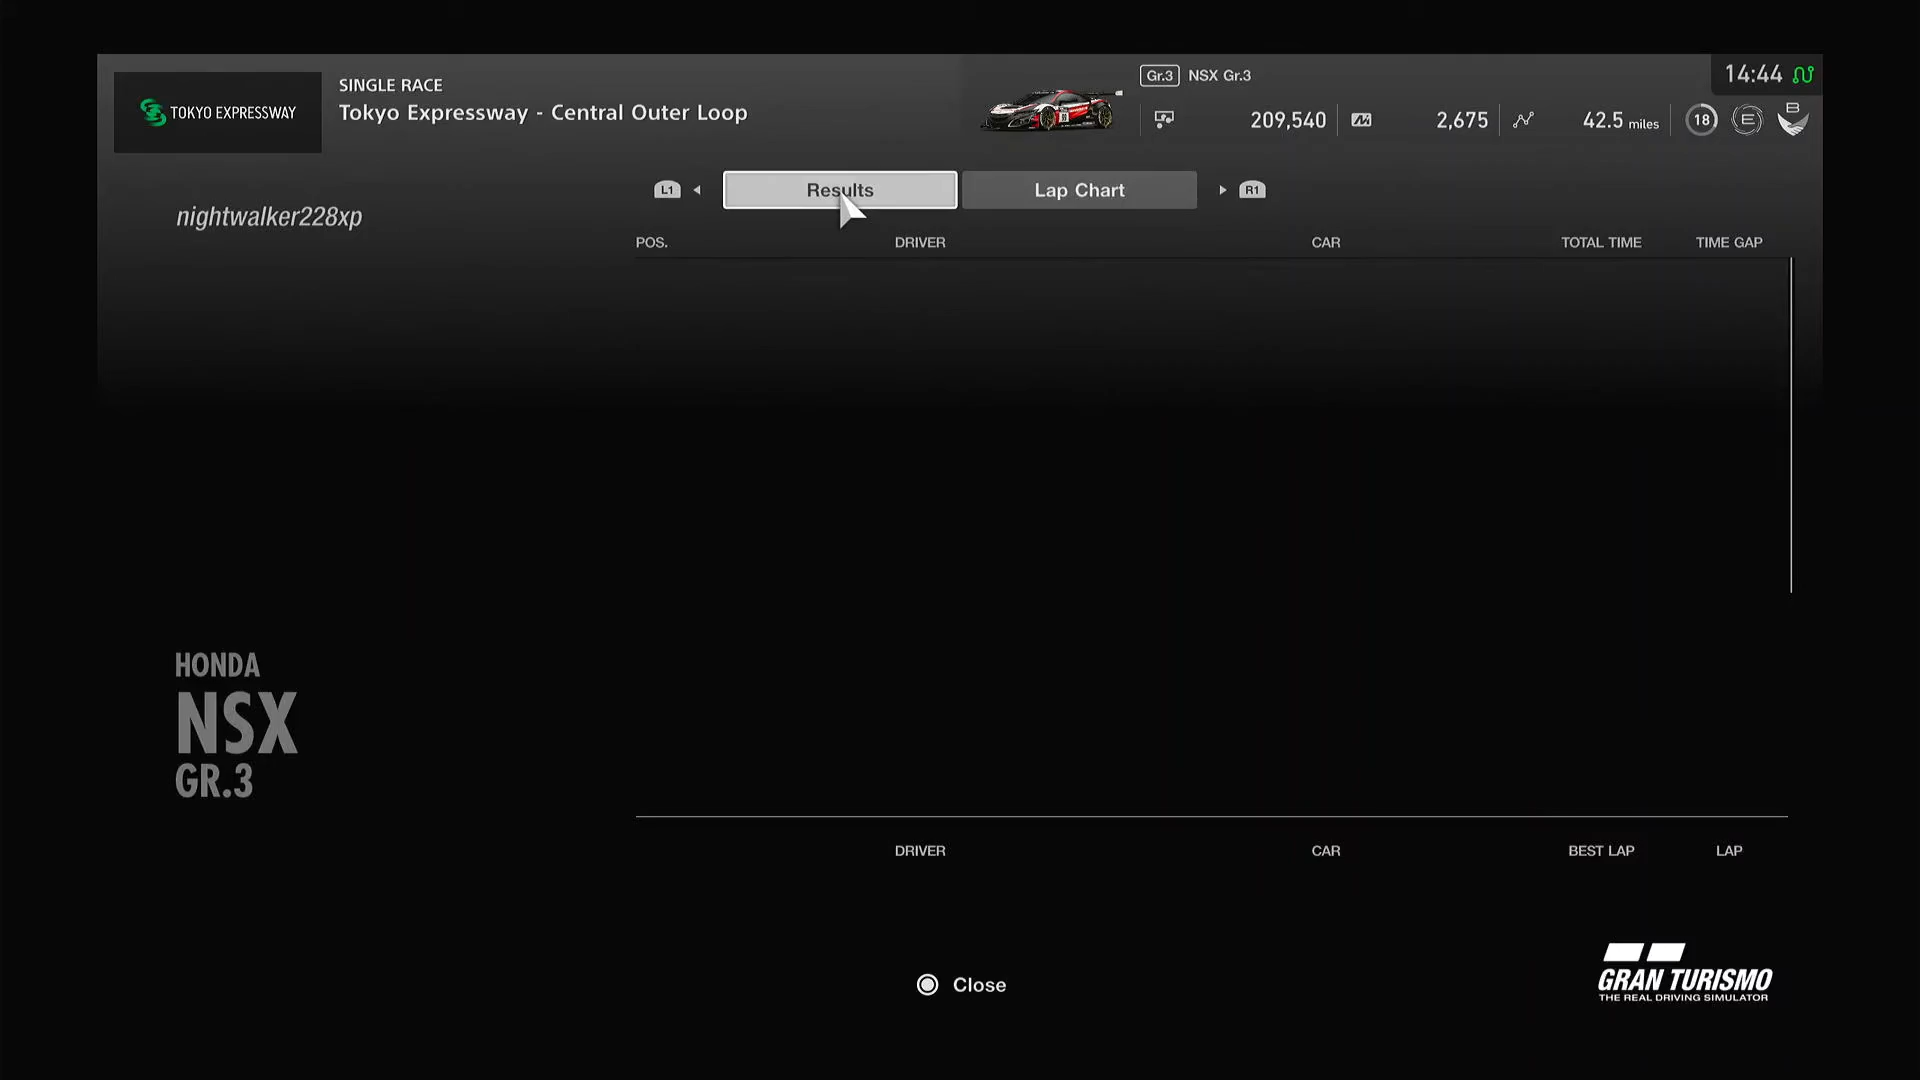 TOKYO EXPRESSWAY
SINGLE RACE
Tokyo Expressway - Central Outer Loop
Gr.3 NSX Gr.3
209,540 2,675 42.5 miles 18 E B
14:44
L1 Results Lap Chart R1
nightwalker228xp
POS. DRIVER CAR TOTAL TIME TIME GAP
HONDA
NSX
GR.3
DRIVER CAR BEST LAP LAP
Close
GRAN TURISMO
THE REAL DRIVING SIMULATOR